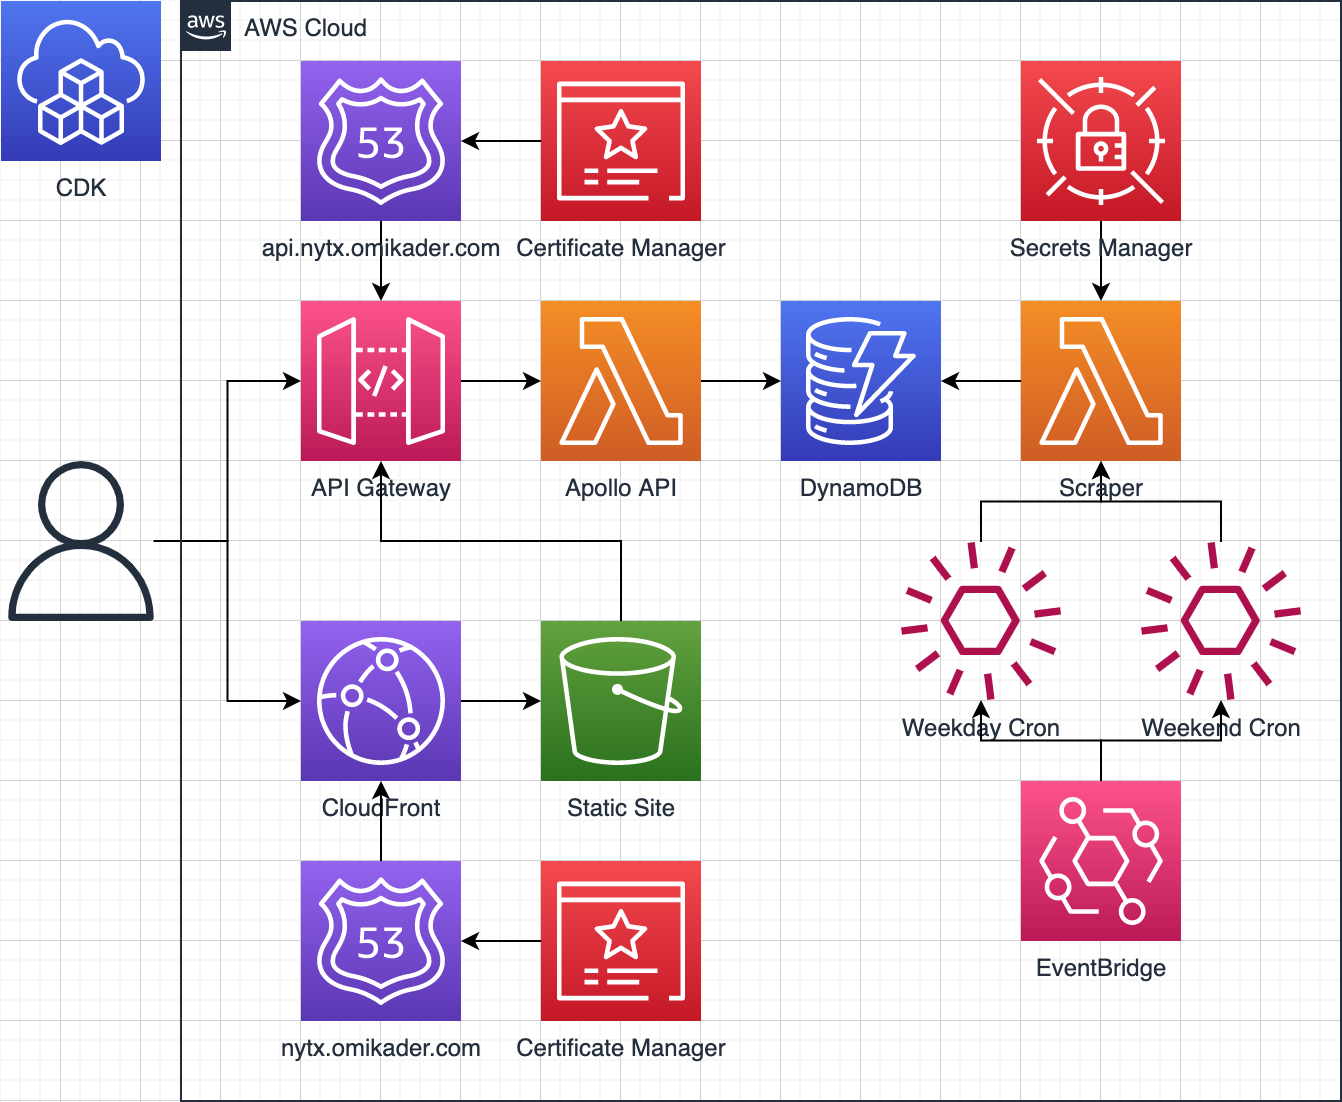 aws
AWS Cloud
CDK
53
api.nytx.omikader.com
Certificate Manager
Secrets Manager
</>
API Gateway
Apollo API
DynamoDB
Scraper
Weekday Cron
Weekend Cron
CloudFront
Static Site
53
EventBridge
nytx.omikader.com
Certificate Manager